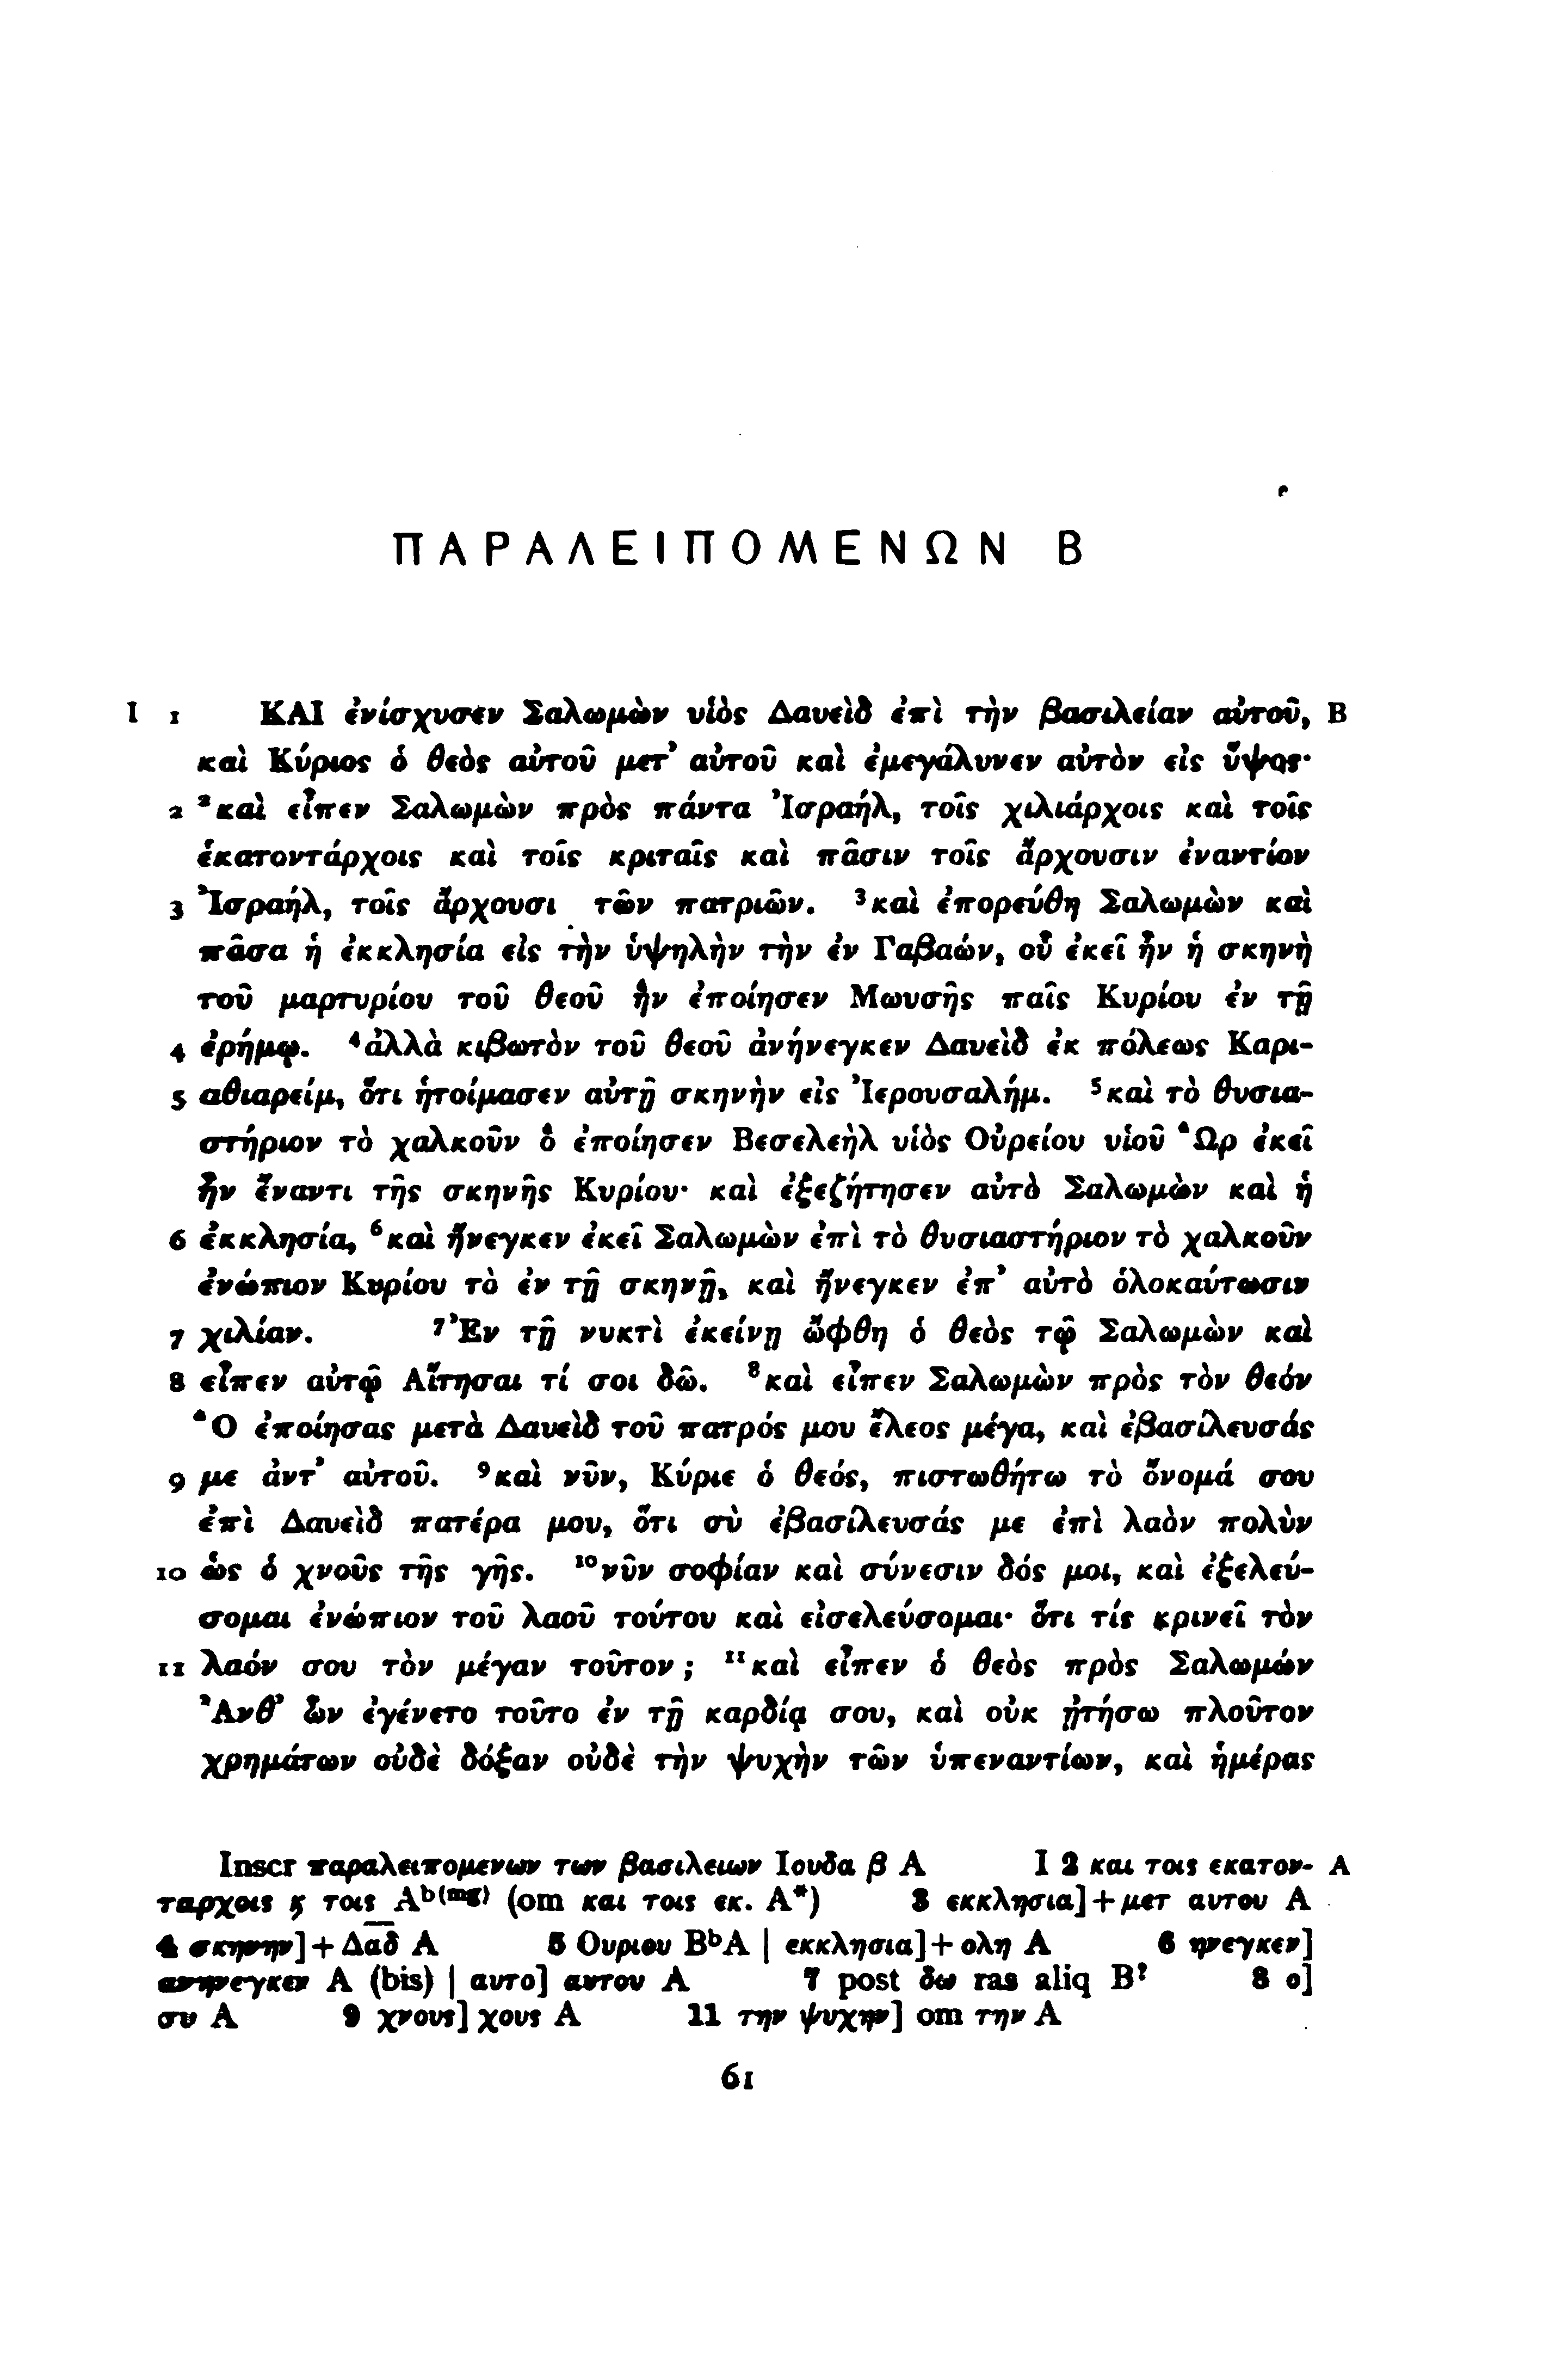 ΠΑΡΑΛΕΙΠΟΜΕΝΩΝ Β
I 1 ΚΑΙ ἐνίσχυσεν Σαλωμὼν υἱὸς Δαυεὶδ ἐπὶ τὴν βασιλείαν αὐτοῦ, B
καὶ Κύριος ὁ θεὸς αὐτοῦ μετ’ αὐτοῦ καὶ ἐμεγάλυνεν αὐτὸν εἰς ὕψος·
2 ²καὶ εἶπεν Σαλωμὼν πρὸς πάντα Ἰσραήλ, τοῖς χιλιάρχοις καὶ τοῖς
ἑκατοντάρχοις καὶ τοῖς κριταῖς καὶ πᾶσιν τοῖς ἄρχουσιν ἐναντίον
3 Ἰσραήλ, τοῖς ἄρχουσι τῶν πατριῶν. ³καὶ ἐπορεύθη Σαλωμὼν καὶ
πᾶσα ἡ ἐκκλησία εἰς τὴν ὑψηλὴν τὴν ἐν Γαβαών, οὗ ἐκεῖ ἦν ἡ σκηνὴ
τοῦ μαρτυρίου τοῦ θεοῦ ἣν ἐποίησεν Μωυσῆς παῖς Κυρίου ἐν τῇ
4 ἐρήμῳ. ⁴ἀλλὰ κιβωτὸν τοῦ θεοῦ ἀνήνεγκεν Δαυεὶδ ἐκ πόλεως Καρι-
5 αθιαρείμ, ὅτι ἡτοίμασεν αὐτῇ σκηνὴν εἰς Ἰερουσαλήμ. ⁵καὶ τὸ θυσια-
στήριον τὸ χαλκοῦν ὃ ἐποίησεν Βεσελεὴλ υἱὸς Οὐρείου υἱοῦ Ὢρ ἐκεῖ
ἦν ἔναντι τῆς σκηνῆς Κυρίου· καὶ ἐξεζήτησεν αὐτὸ Σαλωμὼν καὶ ἡ
6 ἐκκλησία, ⁶καὶ ἤνεγκεν ἐκεῖ Σαλωμὼν ἐπὶ τὸ θυσιαστήριον τὸ χαλκοῦν
ἐνώπιον Κυρίου τὸ ἐν τῇ σκηνῇ, καὶ ἤνεγκεν ἐπ’ αὐτὸ ὁλοκαύτωσιν
7 χιλίαν. ⁷Ἐν τῇ νυκτὶ ἐκείνῃ ὤφθη ὁ θεὸς τῷ Σαλωμὼν καὶ
8 εἶπεν αὐτῷ Αἴτησαι τί σοι δῶ. ⁸καὶ εἶπεν Σαλωμὼν πρὸς τὸν θεόν
Ὃ ἐποίησας μετὰ Δαυεὶδ τοῦ πατρός μου ἔλεος μέγα, καὶ ἐβασίλευσάς
9 με ἀντ’ αὐτοῦ. ⁹καὶ νῦν, Κύριε ὁ θεός, πιστωθήτω τὸ ὄνομά σου
ἐπὶ Δαυεὶδ πατέρα μου, ὅτι σὺ ἐβασίλευσάς με ἐπὶ λαὸν πολὺν
10 ὡς ὁ χνοῦς τῆς γῆς. ¹⁰νῦν σοφίαν καὶ σύνεσιν δός μοι, καὶ ἐξελεύ-
σομαι ἐνώπιον τοῦ λαοῦ τούτου καὶ εἰσελεύσομαι· ὅτι τίς κρινεῖ τὸν
11 λαόν σου τὸν μέγαν τοῦτον; ¹¹καὶ εἶπεν ὁ θεὸς πρὸς Σαλωμών
Ἀνθ’ ὧν ἐγένετο τοῦτο ἐν τῇ καρδίᾳ σου, καὶ οὐκ ᾐτήσω πλοῦτον
χρημάτων οὐδὲ δόξαν οὐδὲ τὴν ψυχὴν τῶν ὑπεναντίων, καὶ ἡμέρας
Inscr παραλειπομενων των βασιλειων Ιουδα β A I 2 και τοις εκατον- A
ταρχοις ϗ τοις Aᵇ⁽ᵐᵍ⁾ (om και τοις εκ. A*) 3 εκκλησια]+μετ αυτου A
4 σκηνην]+Δα̅δ̅ A 5 Ουριου BᵇA | εκκλησια]+ολη A 6 ηνεγκεν]
ανηνεγκεν A (bis) | αυτο] αυτου A 7 post δω ras aliq B? 8 ο]
συ A 9 χνους] χους A 11 την ψυχην] om την A
61